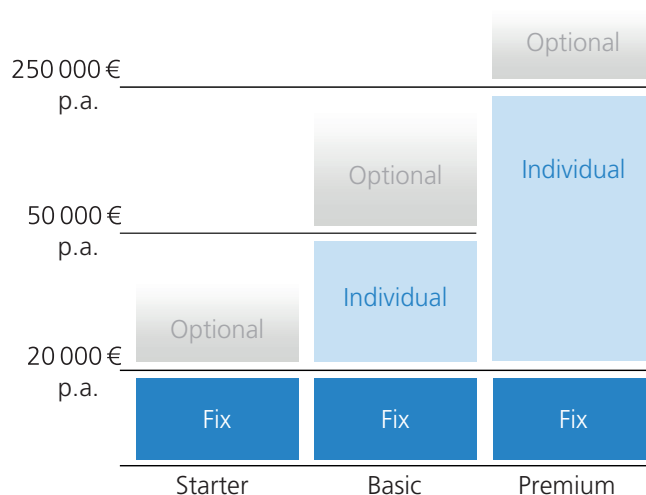 Optional
250 000 €
p.a.
Optional
Individual
50 000 €
p.a.
Individual
Optional
20 000 €
p.a.
Fix Fix Fix
Starter Basic Premium